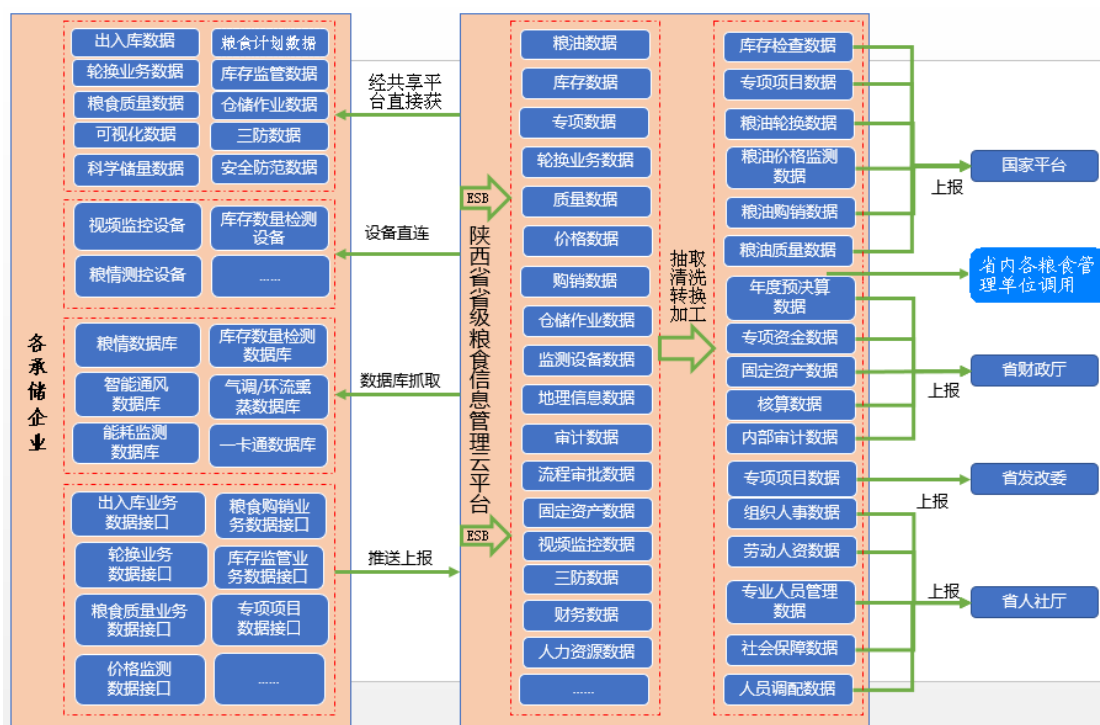 各承储企业
出入库数据
粮食计划数据
轮换业务数据
库存监管数据
粮食质量数据
仓储作业数据
可视化数据
三防数据
科学储量数据
安全防范数据
视频监控设备
库存数量检测
设备
粮情测控设备
……
粮情数据库
库存数量检测
数据库
智能通风
数据库
气调/环流熏
蒸数据库
能耗监测
数据库
一卡通数据库
出入库业务
数据接口
粮食购销业
务数据接口
轮换业务
数据接口
库存监管业
务数据接口
粮食质量业务
数据接口
专项项目
数据接口
价格监测
数据接口
……
经共享平
台直接获
设备直连
数据库抓取
推送上报
ESB
陕西省省级粮食信息管理云平台
ESB
粮油数据
库存数据
专项数据
轮换业务数据
质量数据
价格数据
购销数据
仓储作业数据
监测设备数据
地理信息数据
审计数据
流程审批数据
固定资产数据
视频监控数据
三防数据
财务数据
人力资源数据
……
抽取
清洗
转换
加工
库存检查数据
专项项目数据
粮油轮换数据
粮油价格监测
数据
粮油购销数据
粮油质量数据
年度预决算
数据
专项资金数据
固定资产数据
核算数据
内部审计数据
专项项目数据
组织人事数据
劳动人资数据
专业人员管理
数据
社会保障数据
人员调配数据
上报
国家平台
省内各粮食管
理单位调用
上报
省财政厅
上报
省发改委
上报
省人社厅